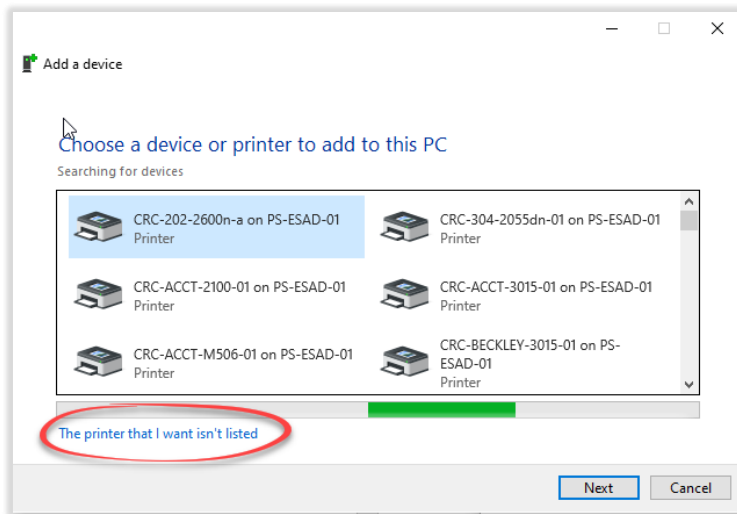 Add a device
Choose a device or printer to add to this PC
Searching for devices
CRC-202-2600n-a on PS-ESAD-01
Printer
CRC-304-2055dn-01 on PS-ESAD-01
Printer
CRC-ACCT-2100-01 on PS-ESAD-01
Printer
CRC-ACCT-3015-01 on PS-ESAD-01
Printer
CRC-ACCT-M506-01 on PS-ESAD-01
Printer
CRC-BECKLEY-3015-01 on PS-
ESAD-01
Printer
The printer that I want isn't listed
Next
Cancel